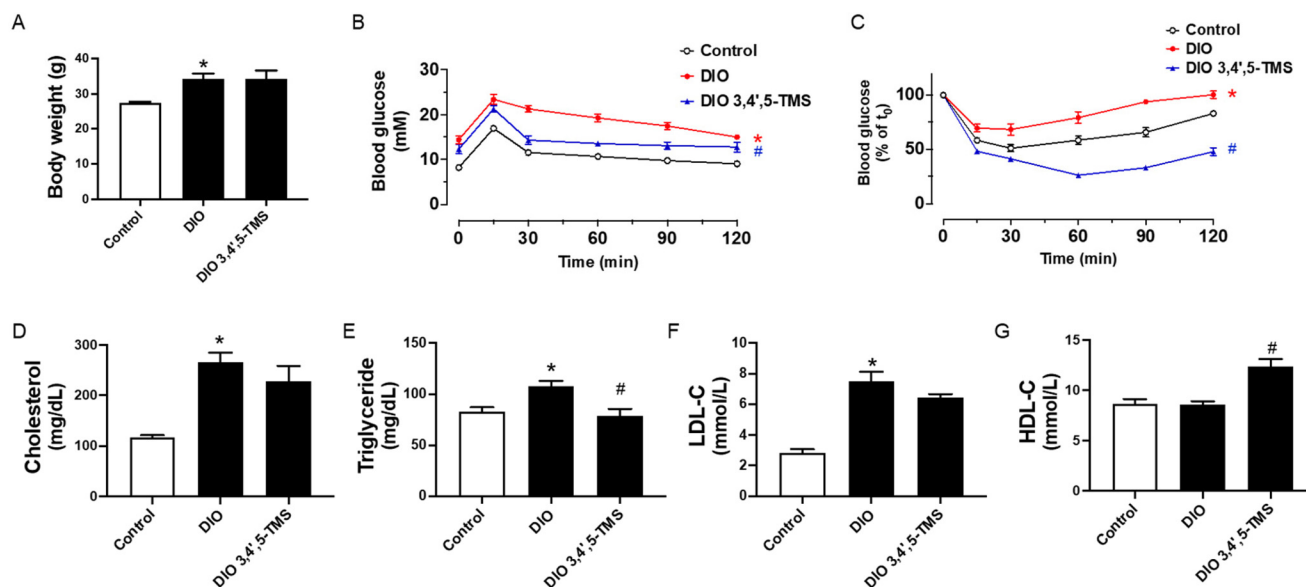 A
Body weight (g)
40
30
20
10
0
*
Control
DIO
DIO 3,4',5-TMS
B
Blood glucose
(mM)
30
20
10
0
Control
DIO
DIO 3,4',5-TMS
*
#
0
30
60
90
120
Time (min)
C
Blood glucose
(% of t0)
100
50
0
Control
DIO
DIO 3,4',5-TMS
*
#
0
30
60
90
120
Time (min)
D
Cholesterol
(mg/dL)
300
200
100
0
*
Control
DIO
DIO 3,4',5-TMS
E
Triglyceride
(mg/dL)
150
100
50
0
*
#
Control
DIO
DIO 3,4',5-TMS
F
LDL-C
(mmol/L)
8
6
4
2
0
*
Control
DIO
DIO 3,4',5-TMS
G
HDL-C
(mmol/L)
15
10
5
0
#
Control
DIO
DIO 3,4',5-TMS